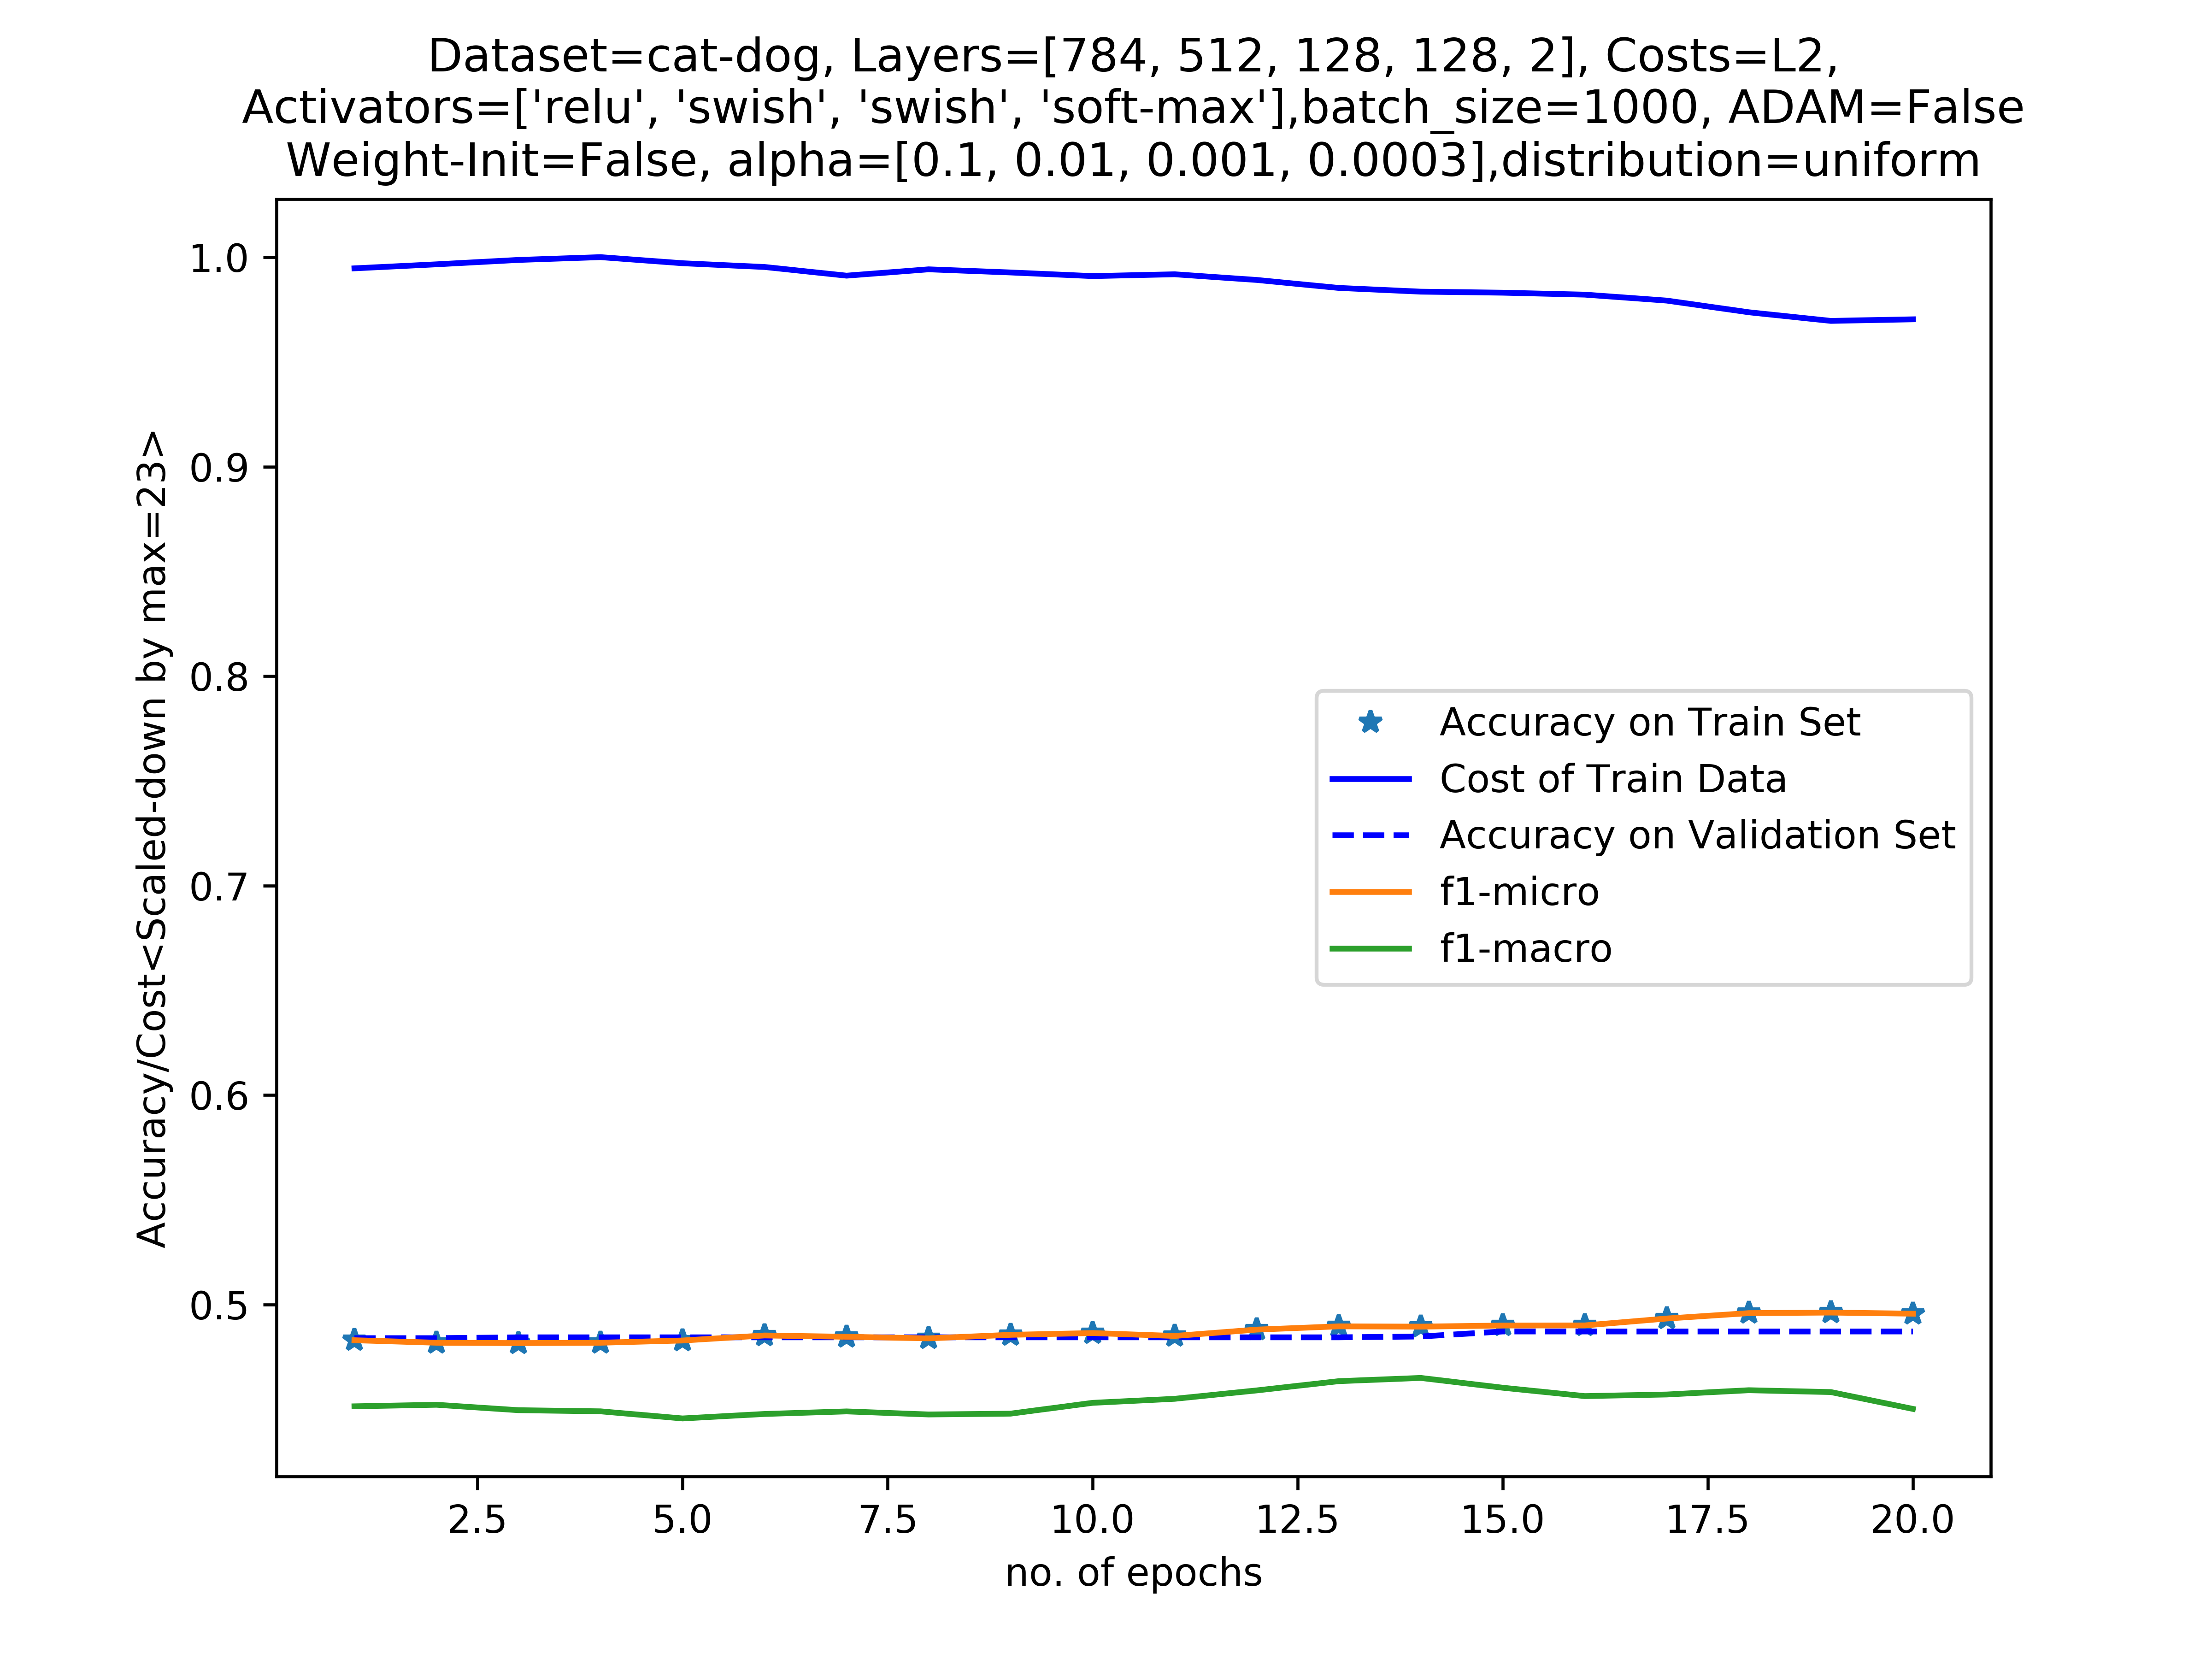 Dataset=cat-dog, Layers=[784, 512, 128, 128, 2], Costs=L2,
Activators=['relu', 'swish', 'swish', 'soft-max'],batch_size=1000, ADAM=False
Weight-Init=False, alpha=[0.1, 0.01, 0.001, 0.0003],distribution=uniform
Accuracy/Cost<Scaled-down by max=23>
1.0
0.9
0.8
0.7
0.6
0.5
Accuracy on Train Set
Cost of Train Data
Accuracy on Validation Set
f1-micro
f1-macro
2.5 5.0 7.5 10.0 12.5 15.0 17.5 20.0
no. of epochs